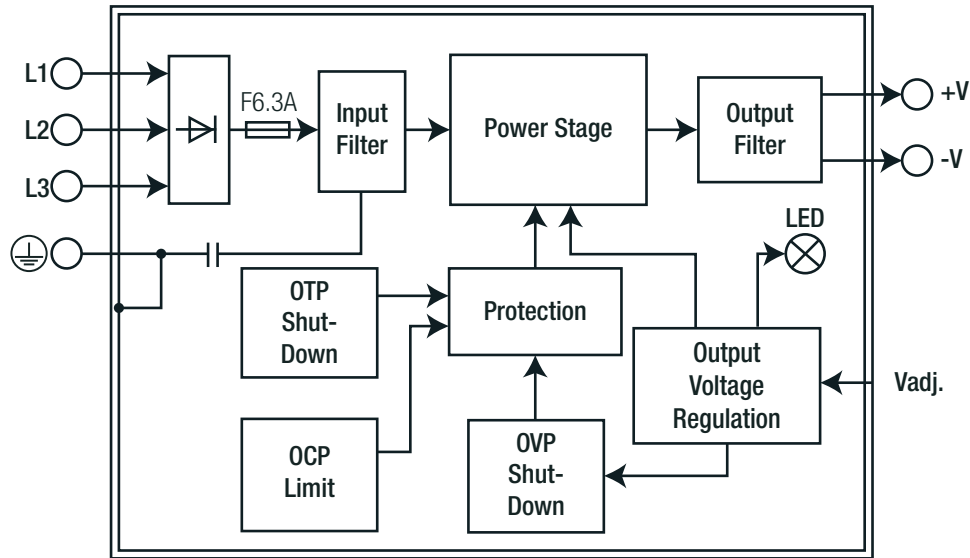 L1
L2
L3
F6.3A
Input
Filter
Power Stage
Output
Filter
+V
-V
LED
OTP
Shut-
Down
Protection
Output
Voltage
Regulation
Vadj.
OCP
Limit
OVP
Shut-
Down